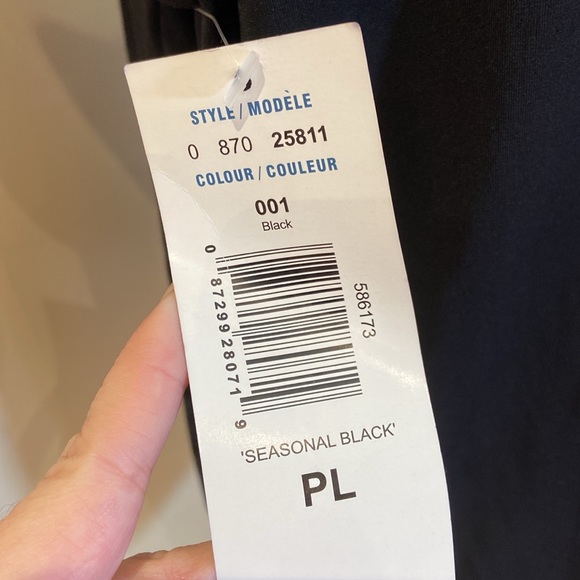 STYLE / MODÈLE
0 870 25811
COLOUR / COULEUR
001
Black
0 87299 28071 9
586173
'SEASONAL BLACK'
PL